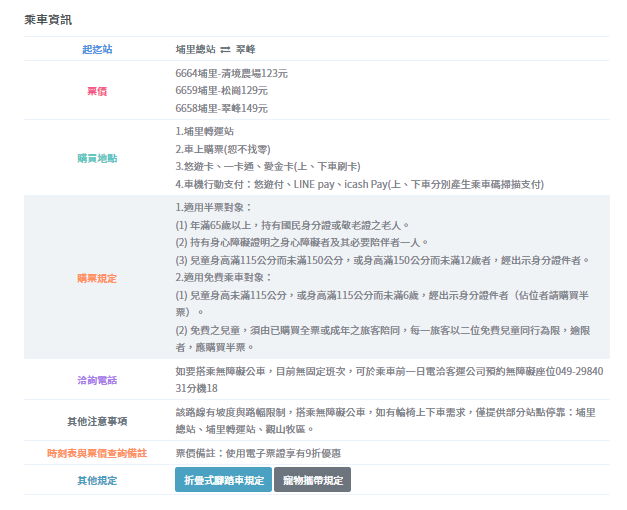 乘車資訊
起迄站
埔里總站 ⇄ 翠峰
票價
6664埔里-清境農場123元
6659埔里-松崗129元
6658埔里-翠峰149元
購買地點
1.埔里轉運站
2.車上購票(恕不找零)
3.悠遊卡、一卡通、愛金卡(上、下車刷卡)
4.車機行動支付：悠遊付、LINE pay、icash Pay(上、下車分別產生乘車碼掃描支付)
購票規定
1.適用半票對象：
(1) 年滿65歲以上，持有國民身分證或敬老證之老人。
(2) 持有身心障礙證明之身心障礙者及其必要陪伴者一人。
(3) 兒童身高滿115公分而未滿150公分，或身高滿150公分而未滿12歲者，經出示身分證件者。
2.適用免費乘車對象：
(1) 兒童身高未滿115公分，或身高滿115公分而未滿6歲，經出示身分證件者（佔位者請購買半
票）。
(2) 免費之兒童，須由已購買全票或成年之旅客陪同，每一旅客以二位免費兒童同行為限，逾限
者，應購買半票。
洽詢電話
如要搭乘無障礙公車，目前無固定班次，可於乘車前一日電洽客運公司預約無障礙座位049-29840
31分機18
其他注意事項
該路線有坡度與路幅限制，搭乘無障礙公車，如有輪椅上下車需求，僅提供部分站點停靠：埔里
總站、埔里轉運站、觀山牧區。
時刻表與票價查詢備註
票價備註：使用電子票證享有9折優惠
其他規定
折疊式腳踏車規定
寵物攜帶規定